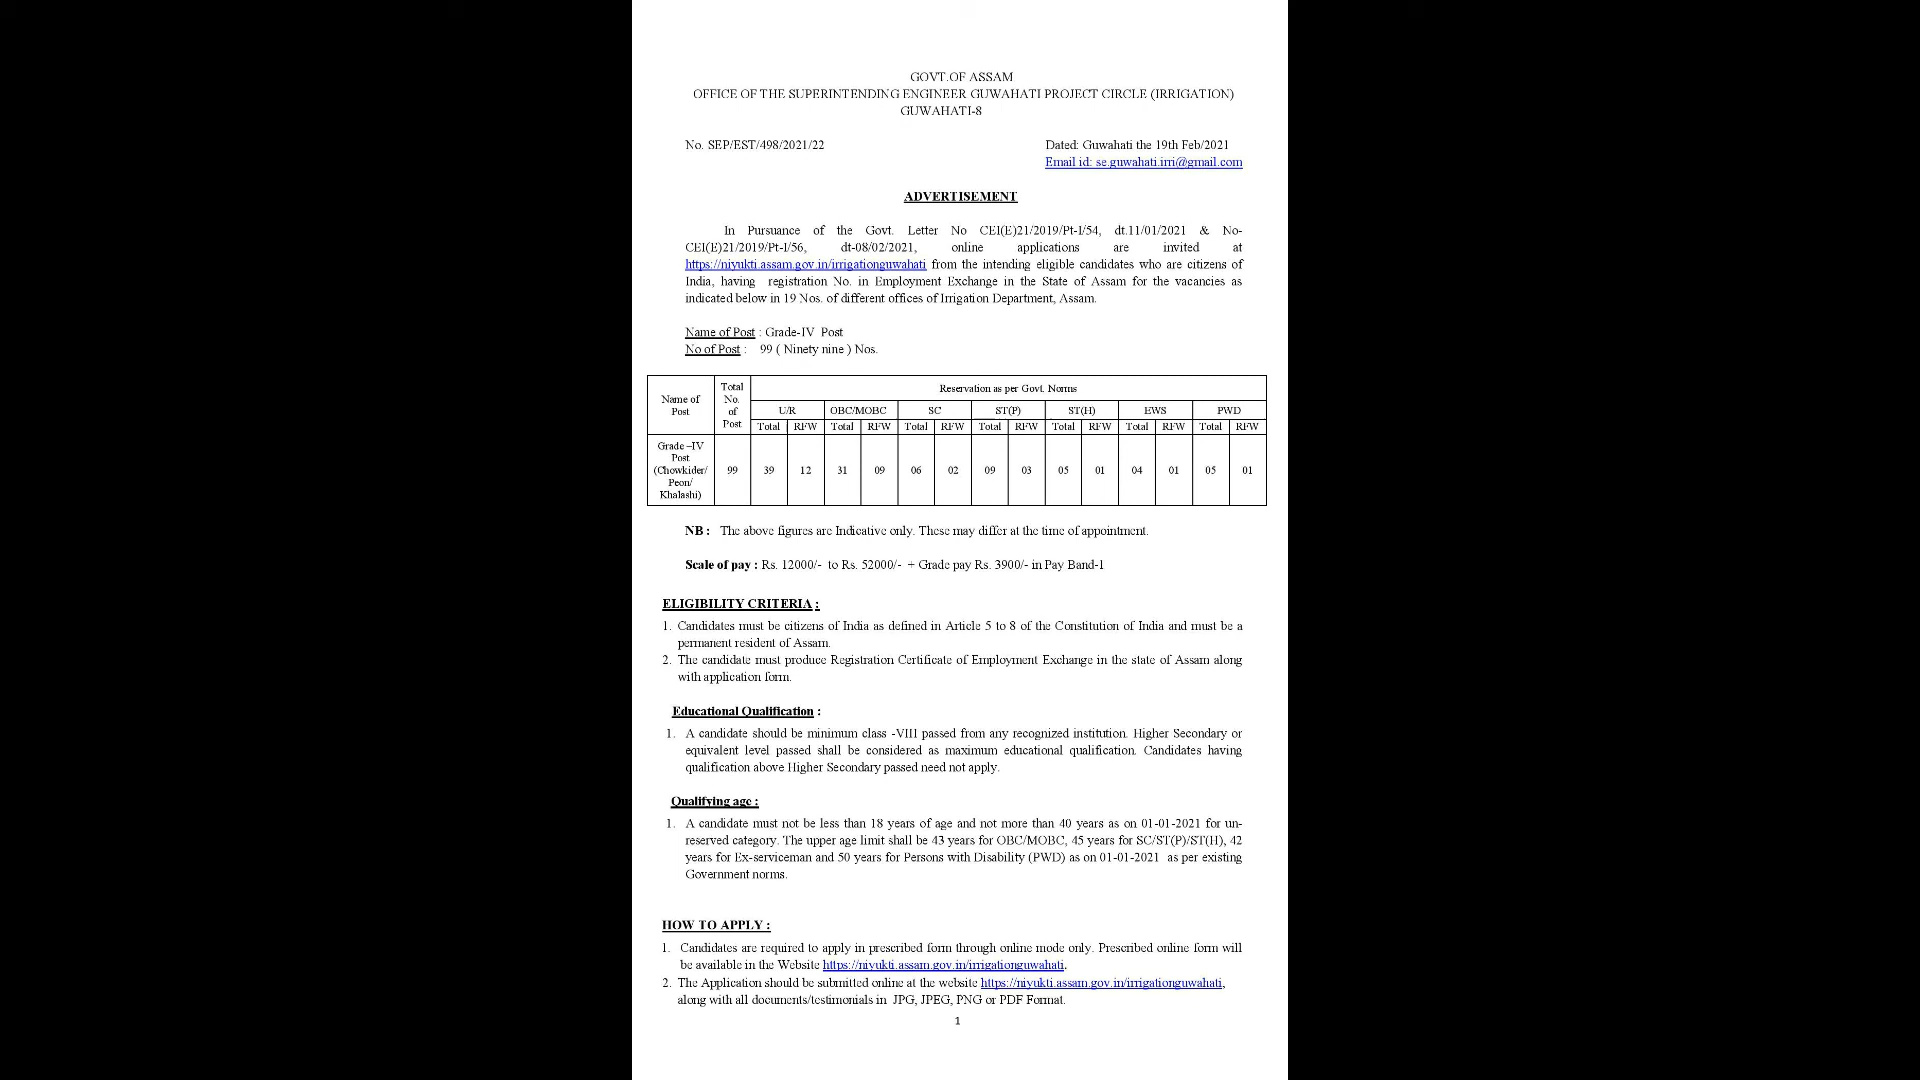 GOVT.OF ASSAM
OFFICE OF THE SUPERINTENDING ENGINEER GUWAHATI PROJECT CIRCLE (IRRIGATION)
GUWAHATI-8
No. SEP/EST/498/2021/22 Dated: Guwahati the 19th Feb/2021
Email id: se.guwahati.irri@gmail.com
ADVERTISEMENT
In Pursuance of the Govt. Letter No CEI(E)21/2019/Pt-I/54, dt.11/01/2021 & No-
CEI(E)21/2019/Pt-I/56, dt-08/02/2021, online applications are invited at
https://niyukti.assam.gov.in/irrigationguwahati from the intending eligible candidates who are citizens of
India, having registration No. in Employment Exchange in the State of Assam for the vacancies as
indicated below in 19 Nos. of different offices of Irrigation Department, Assam.
Name of Post : Grade-IV Post
No of Post : 99 ( Ninety nine ) Nos.
Name of Post Total No. of Post Reservation as per Govt. Norms
U/R OBC/MOBC SC ST(P) ST(H) EWS PWD
Total RFW Total RFW Total RFW Total RFW Total RFW Total RFW Total RFW
Grade –IV
Post
(Chowkider/ 99 39 12 31 09 06 02 09 03 05 01 04 01 05 01
Peon/
Khalashi)
NB : The above figures are Indicative only. These may differ at the time of appointment.
Scale of pay : Rs. 12000/- to Rs. 52000/- + Grade pay Rs. 3900/- in Pay Band-1
ELIGIBILITY CRITERIA :
1. Candidates must be citizens of India as defined in Article 5 to 8 of the Constitution of India and must be a
permanent resident of Assam.
2. The candidate must produce Registration Certificate of Employment Exchange in the state of Assam along
with application form.
Educational Qualification :
1. A candidate should be minimum class -VIII passed from any recognized institution. Higher Secondary or
equivalent level passed shall be considered as maximum educational qualification. Candidates having
qualification above Higher Secondary passed need not apply.
Qualifying age :
1. A candidate must not be less than 18 years of age and not more than 40 years as on 01-01-2021 for un-
reserved category. The upper age limit shall be 43 years for OBC/MOBC, 45 years for SC/ST(P)/ST(H), 42
years for Ex-serviceman and 50 years for Persons with Disability (PWD) as on 01-01-2021 as per existing
Government norms.
HOW TO APPLY :
1. Candidates are required to apply in prescribed form through online mode only. Prescribed online form will
be available in the Website https://niyukti.assam.gov.in/irrigationguwahati.
2. The Application should be submitted online at the website https://niyukti.assam.gov.in/irrigationguwahati,
along with all documents/testimonials in JPG, JPEG, PNG or PDF Format.
1